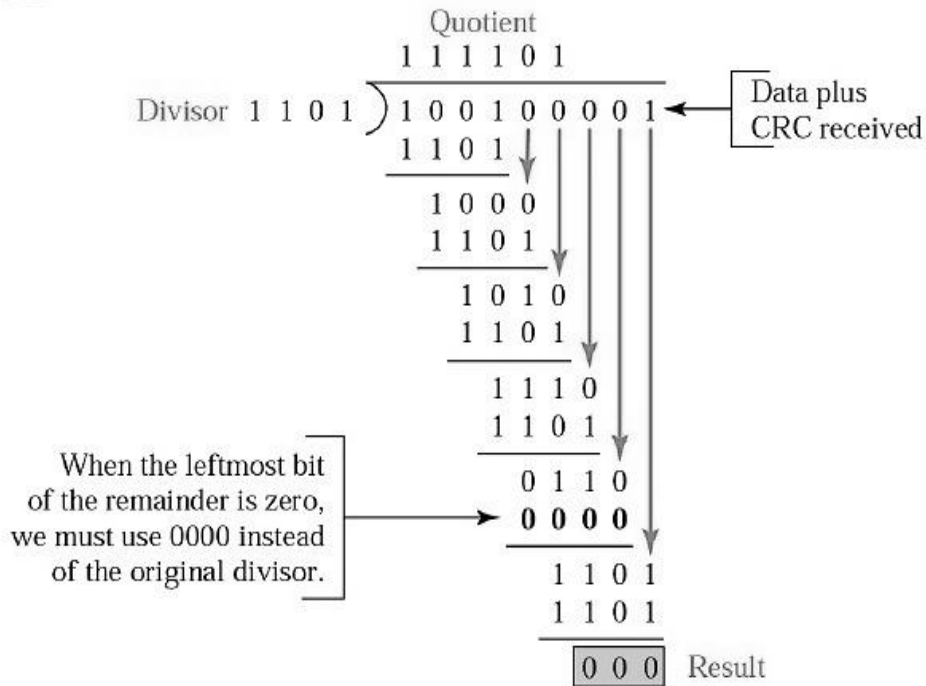 Quotient
1 1 1 1 0 1
Divisor 1 1 0 1 1 0 0 1 0 0 0 0 1
Data plus
CRC received
1 1 0 1
1 0 0 0
1 1 0 1
1 0 1 0
1 1 0 1
1 1 1 0
1 1 0 1
When the leftmost bit
of the remainder is zero,
we must use 0000 instead
of the original divisor.
0 1 1 0
0 0 0 0
1 1 0 1
1 1 0 1
0 0 0 Result